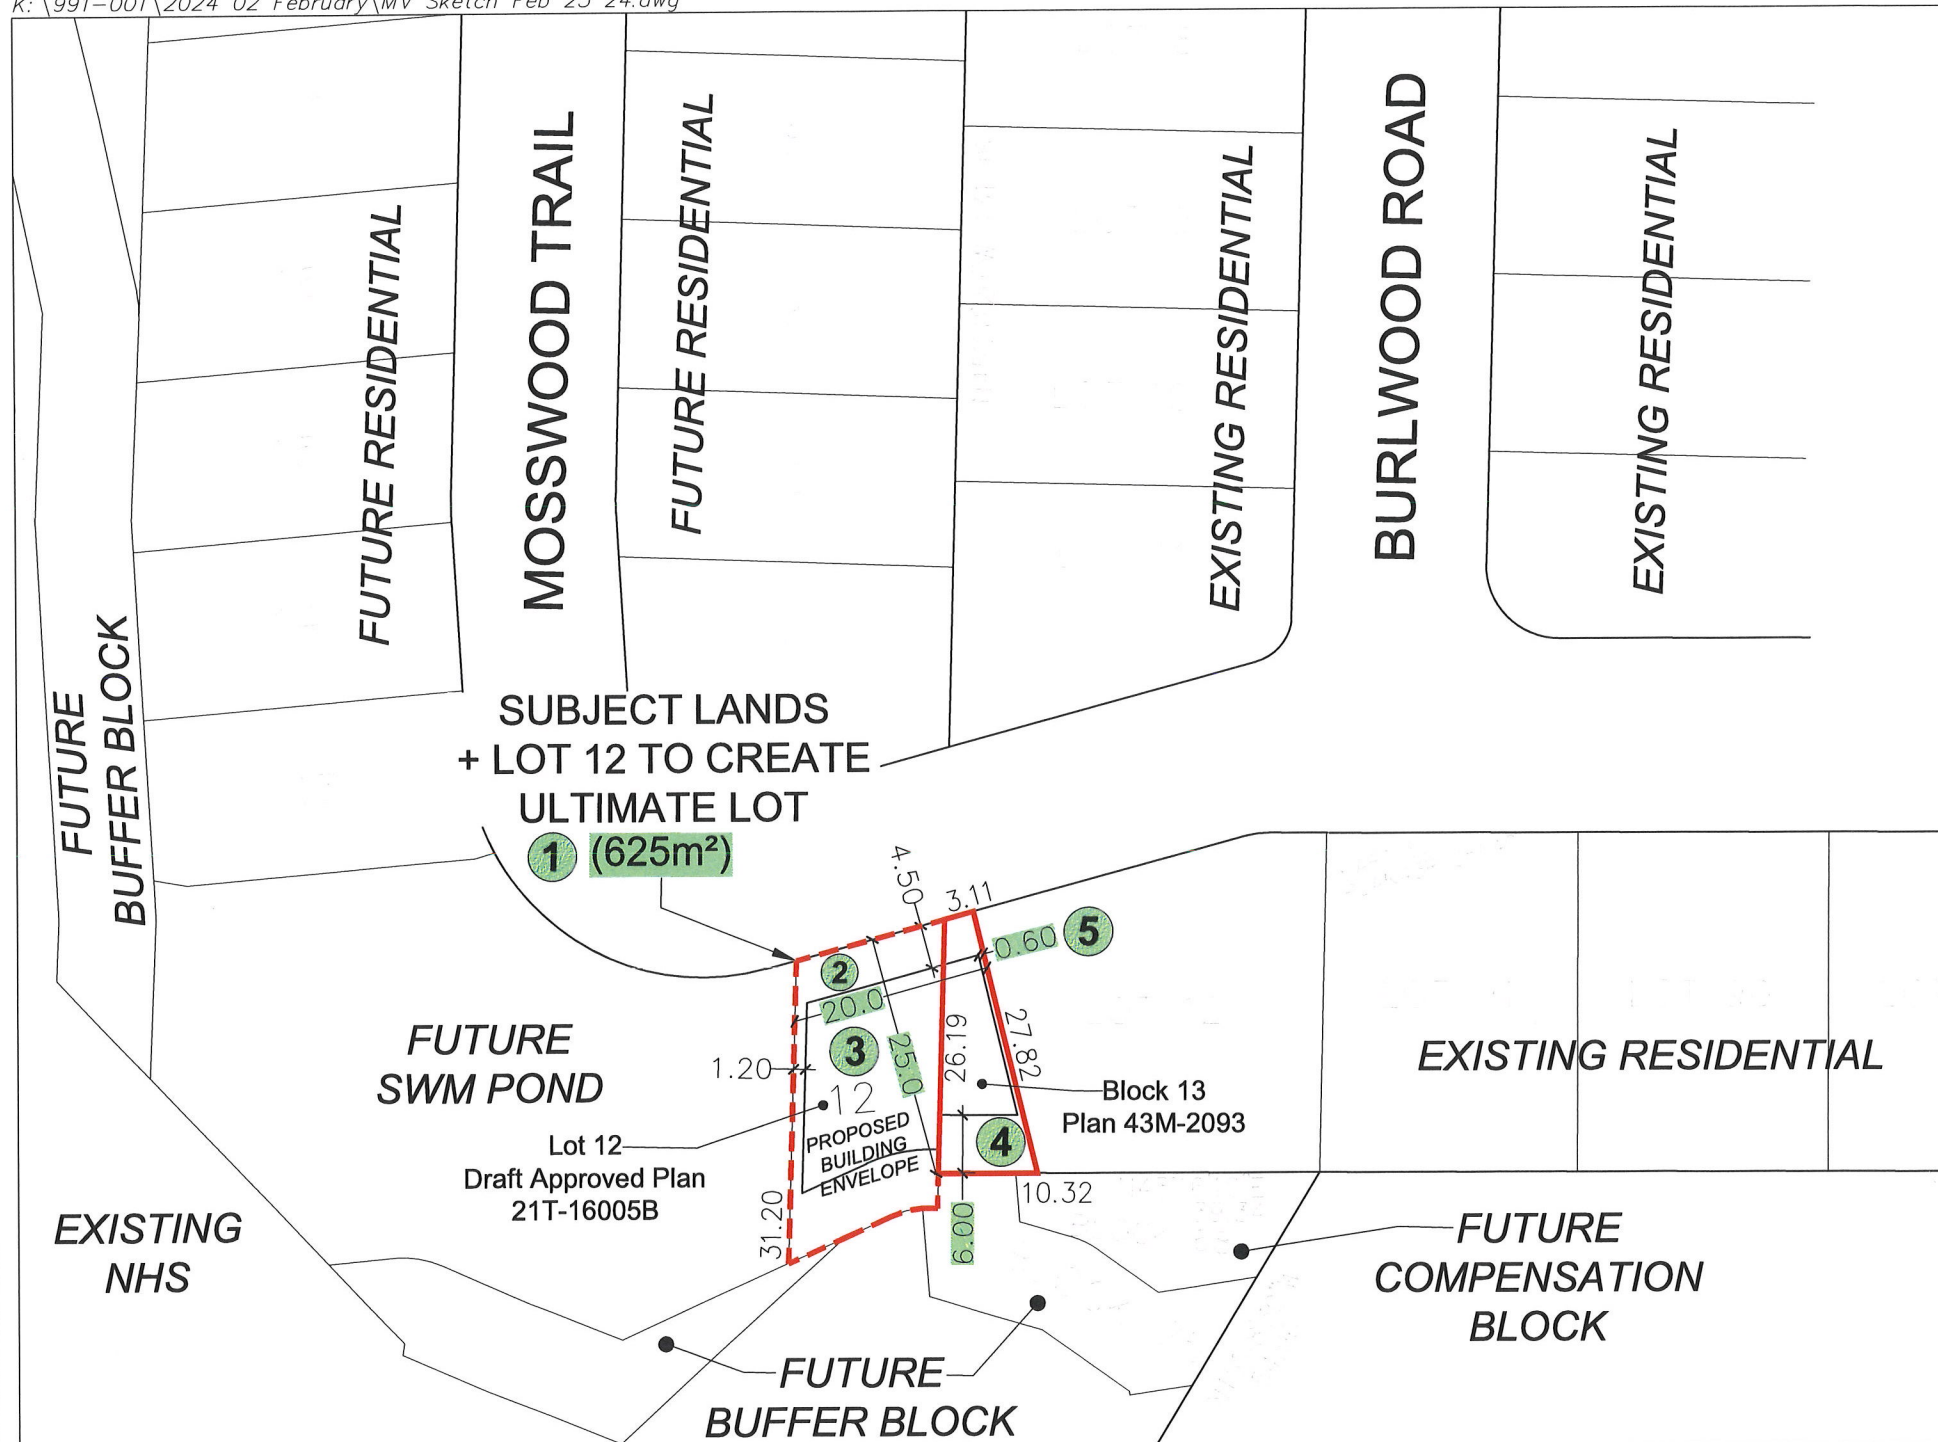 K:\991-001\2024 02 February\MV Sketch Feb 23 24.dwg
FUTURE RESIDENTIAL
MOSSWOOD TRAIL
FUTURE RESIDENTIAL
EXISTING RESIDENTIAL
BURLWOOD ROAD
EXISTING RESIDENTIAL
FUTURE
BUFFER BLOCK
SUBJECT LANDS
+ LOT 12 TO CREATE
ULTIMATE LOT
1 (625m²)
4.50
3.11
0.60
5
2
20.0
3
25.0
26.19
27.82
1.20
12
PROPOSED
BUILDING
ENVELOPE
Block 13
Plan 43M-2093
4
Lot 12
Draft Approved Plan
21T-16005B
31.20
6.00
10.32
FUTURE
SWM POND
EXISTING RESIDENTIAL
EXISTING
NHS
FUTURE
COMPENSATION
BLOCK
FUTURE
BUFFER BLOCK